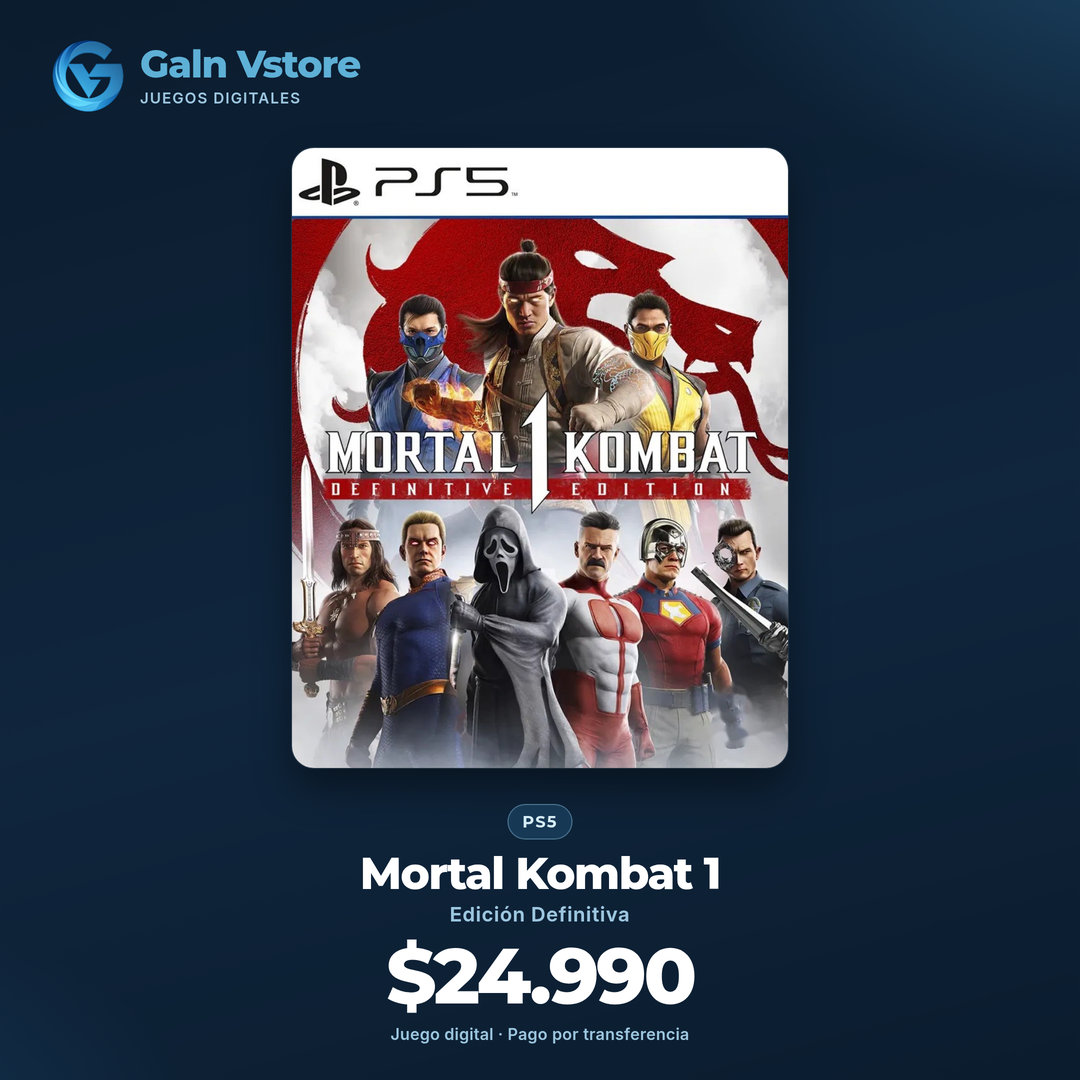 Galn Vstore
JUEGOS DIGITALES
PS5
MORTAL KOMBAT 1
DEFINITIVE EDITION
PS5
Mortal Kombat 1
Edición Definitiva
$24.990
Juego digital · Pago por transferencia